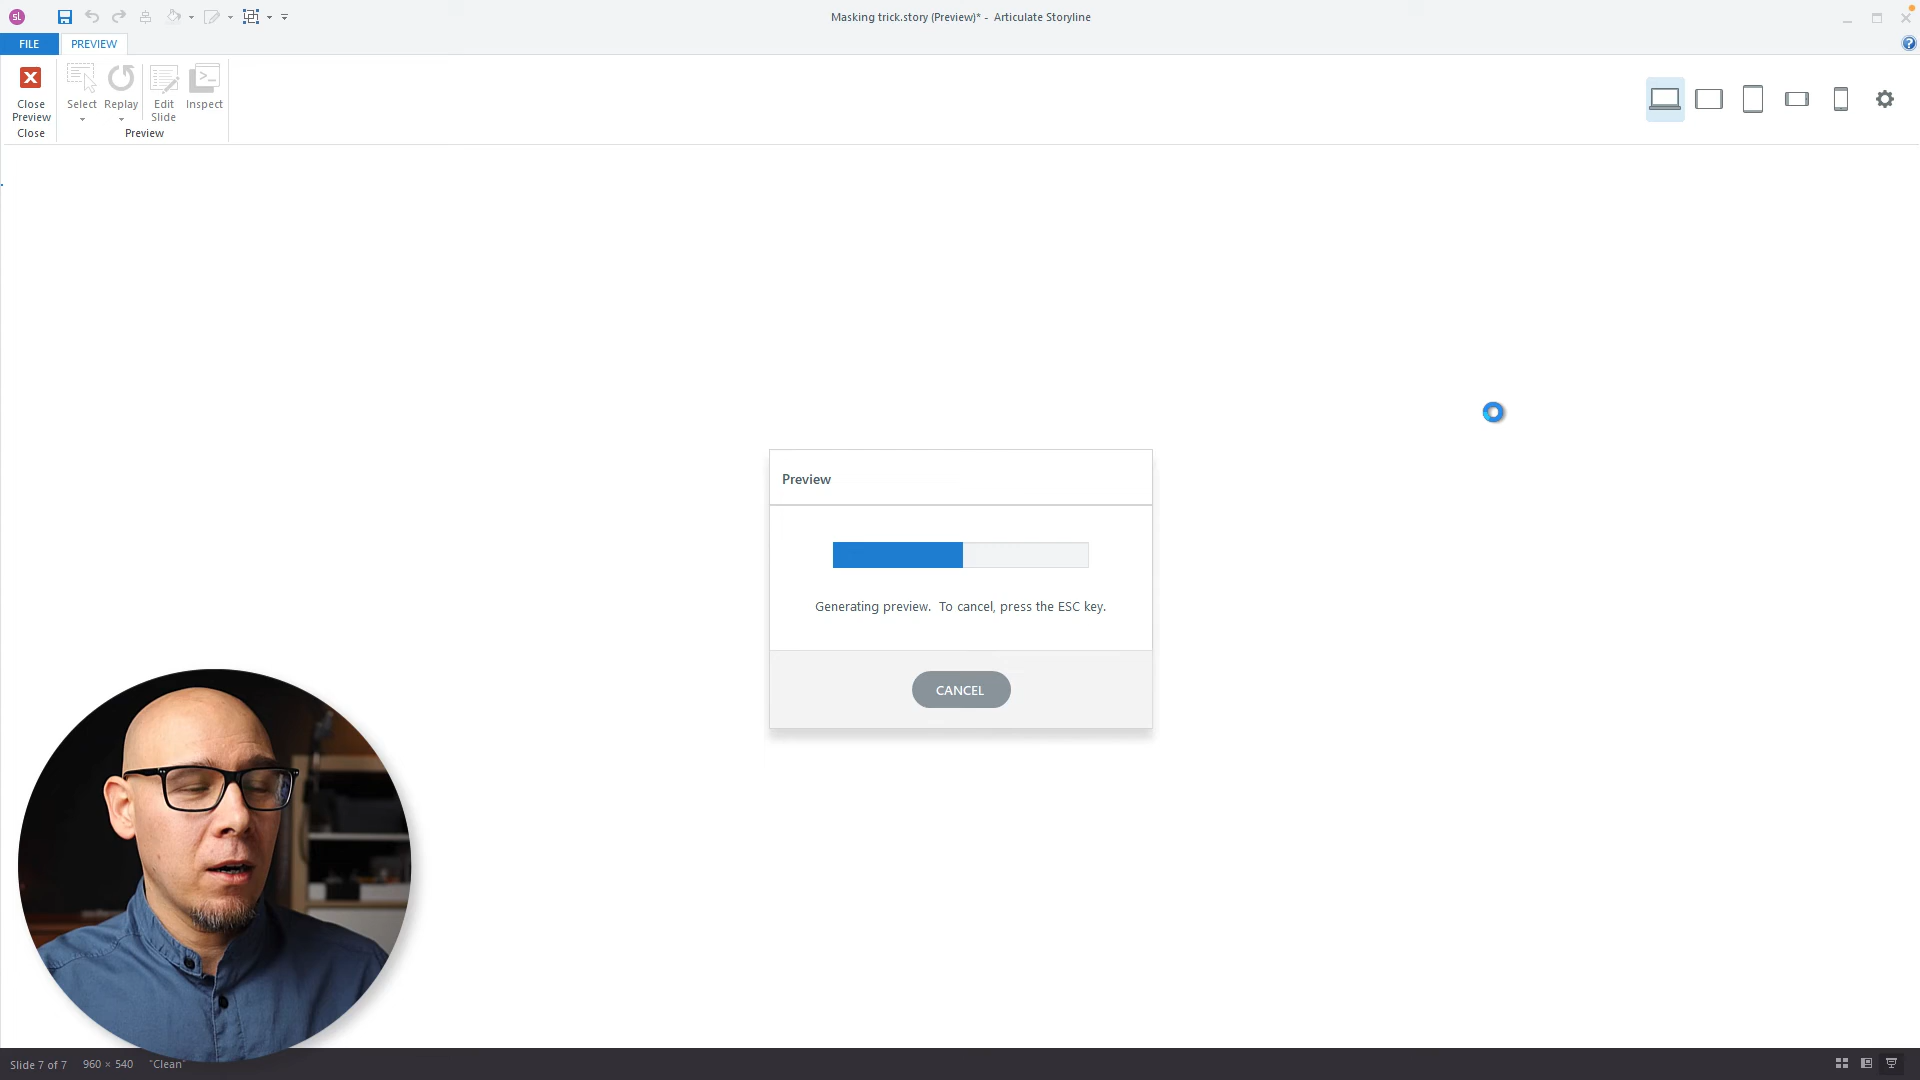 sl
Masking trick.story (Preview)* - Articulate Storyline
FILE
PREVIEW
?
Close
Preview
Select
Replay
Edit
Slide
Inspect
Close
Preview
Preview
Generating preview. To cancel, press the ESC key.
CANCEL
Slide 7 of 7
960 × 540
"Clean"